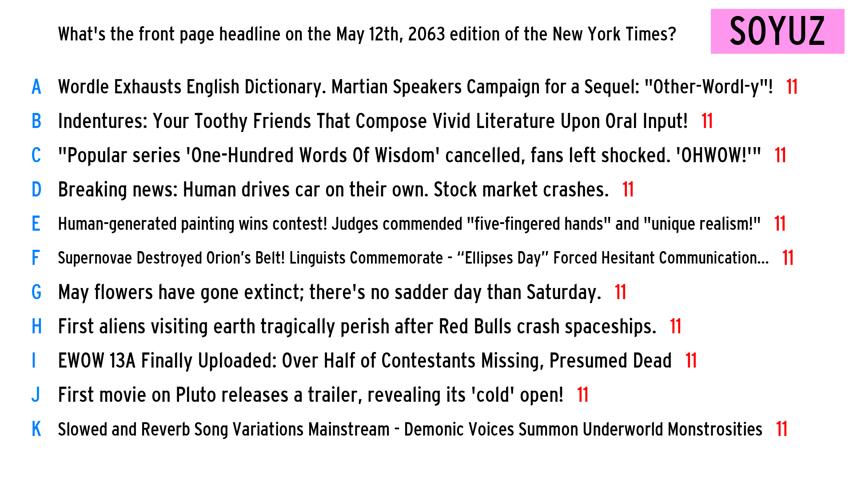 What's the front page headline on the May 12th, 2063 edition of the New York Times? SOYUZ
A Wordle Exhausts English Dictionary. Martian Speakers Campaign for a Sequel: "Other-Wordl-y"! 11
B Indentures: Your Toothy Friends That Compose Vivid Literature Upon Oral Input! 11
C "Popular series 'One-Hundred Words Of Wisdom' cancelled, fans left shocked. 'OHWOW!'" 11
D Breaking news: Human drives car on their own. Stock market crashes. 11
E Human-generated painting wins contest! Judges commended "five-fingered hands" and "unique realism!" 11
F Supernovae Destroyed Orion's Belt! Linguists Commemorate - “Ellipses Day” Forced Hesitant Communication... 11
G May flowers have gone extinct; there's no sadder day than Saturday. 11
H First aliens visiting earth tragically perish after Red Bulls crash spaceships. 11
I EWOW 13A Finally Uploaded: Over Half of Contestants Missing, Presumed Dead 11
J First movie on Pluto releases a trailer, revealing its 'cold' open! 11
K Slowed and Reverb Song Variations Mainstream - Demonic Voices Summon Underworld Monstrosities 11